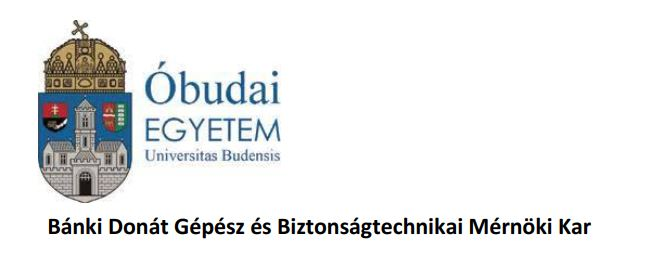 Óbudai
EGYETEM
Universitas Budensis
Bánki Donát Gépész és Biztonságtechnikai Mérnöki Kar